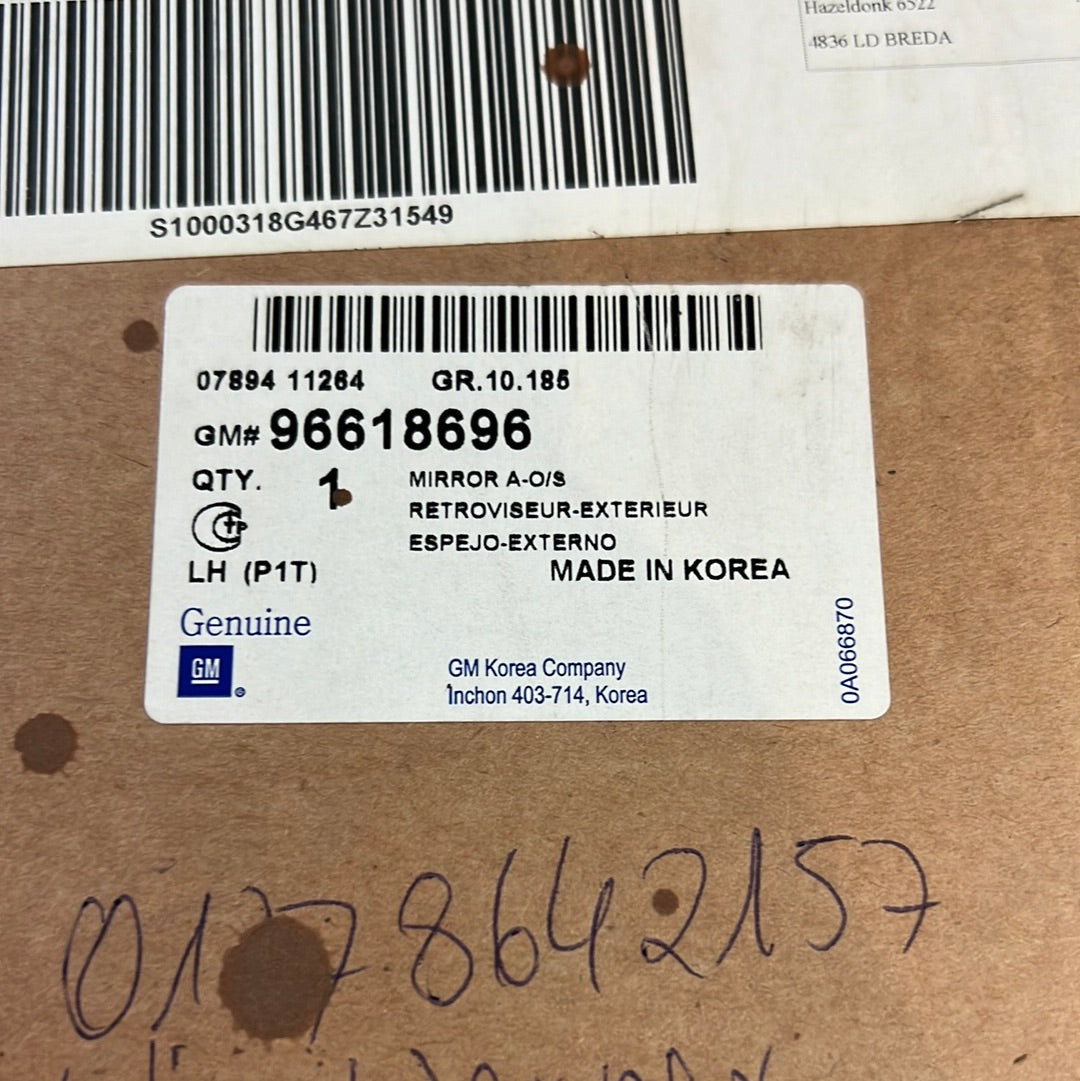 Hazeldonk 6522
4836 LD BREDA
S1000318G467Z31549
07894 11264 GR.10.185
GM# 96618696
QTY. 1 MIRROR A-O/S
RETROVISEUR-EXTERIEUR
ESPEJO-EXTERNO
LH (P1T) MADE IN KOREA
Genuine
GM
GM Korea Company
Inchon 403-714, Korea
0A066870
0178642157